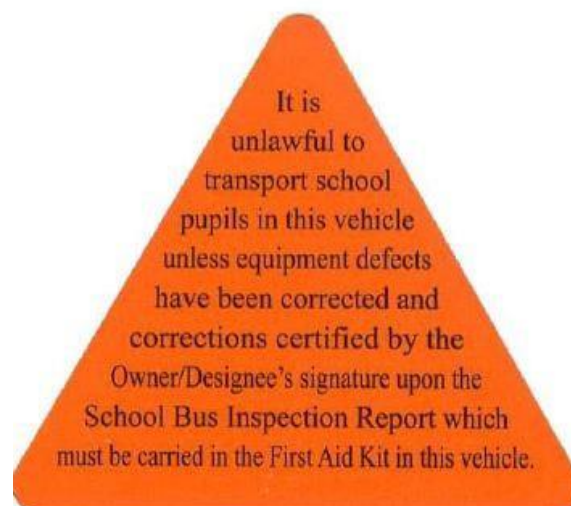 It is
unlawful to
transport school
pupils in this vehicle
unless equipment defects
have been corrected and
corrections certified by the
Owner/Designee's signature upon the
School Bus Inspection Report which
must be carried in the First Aid Kit in this vehicle.